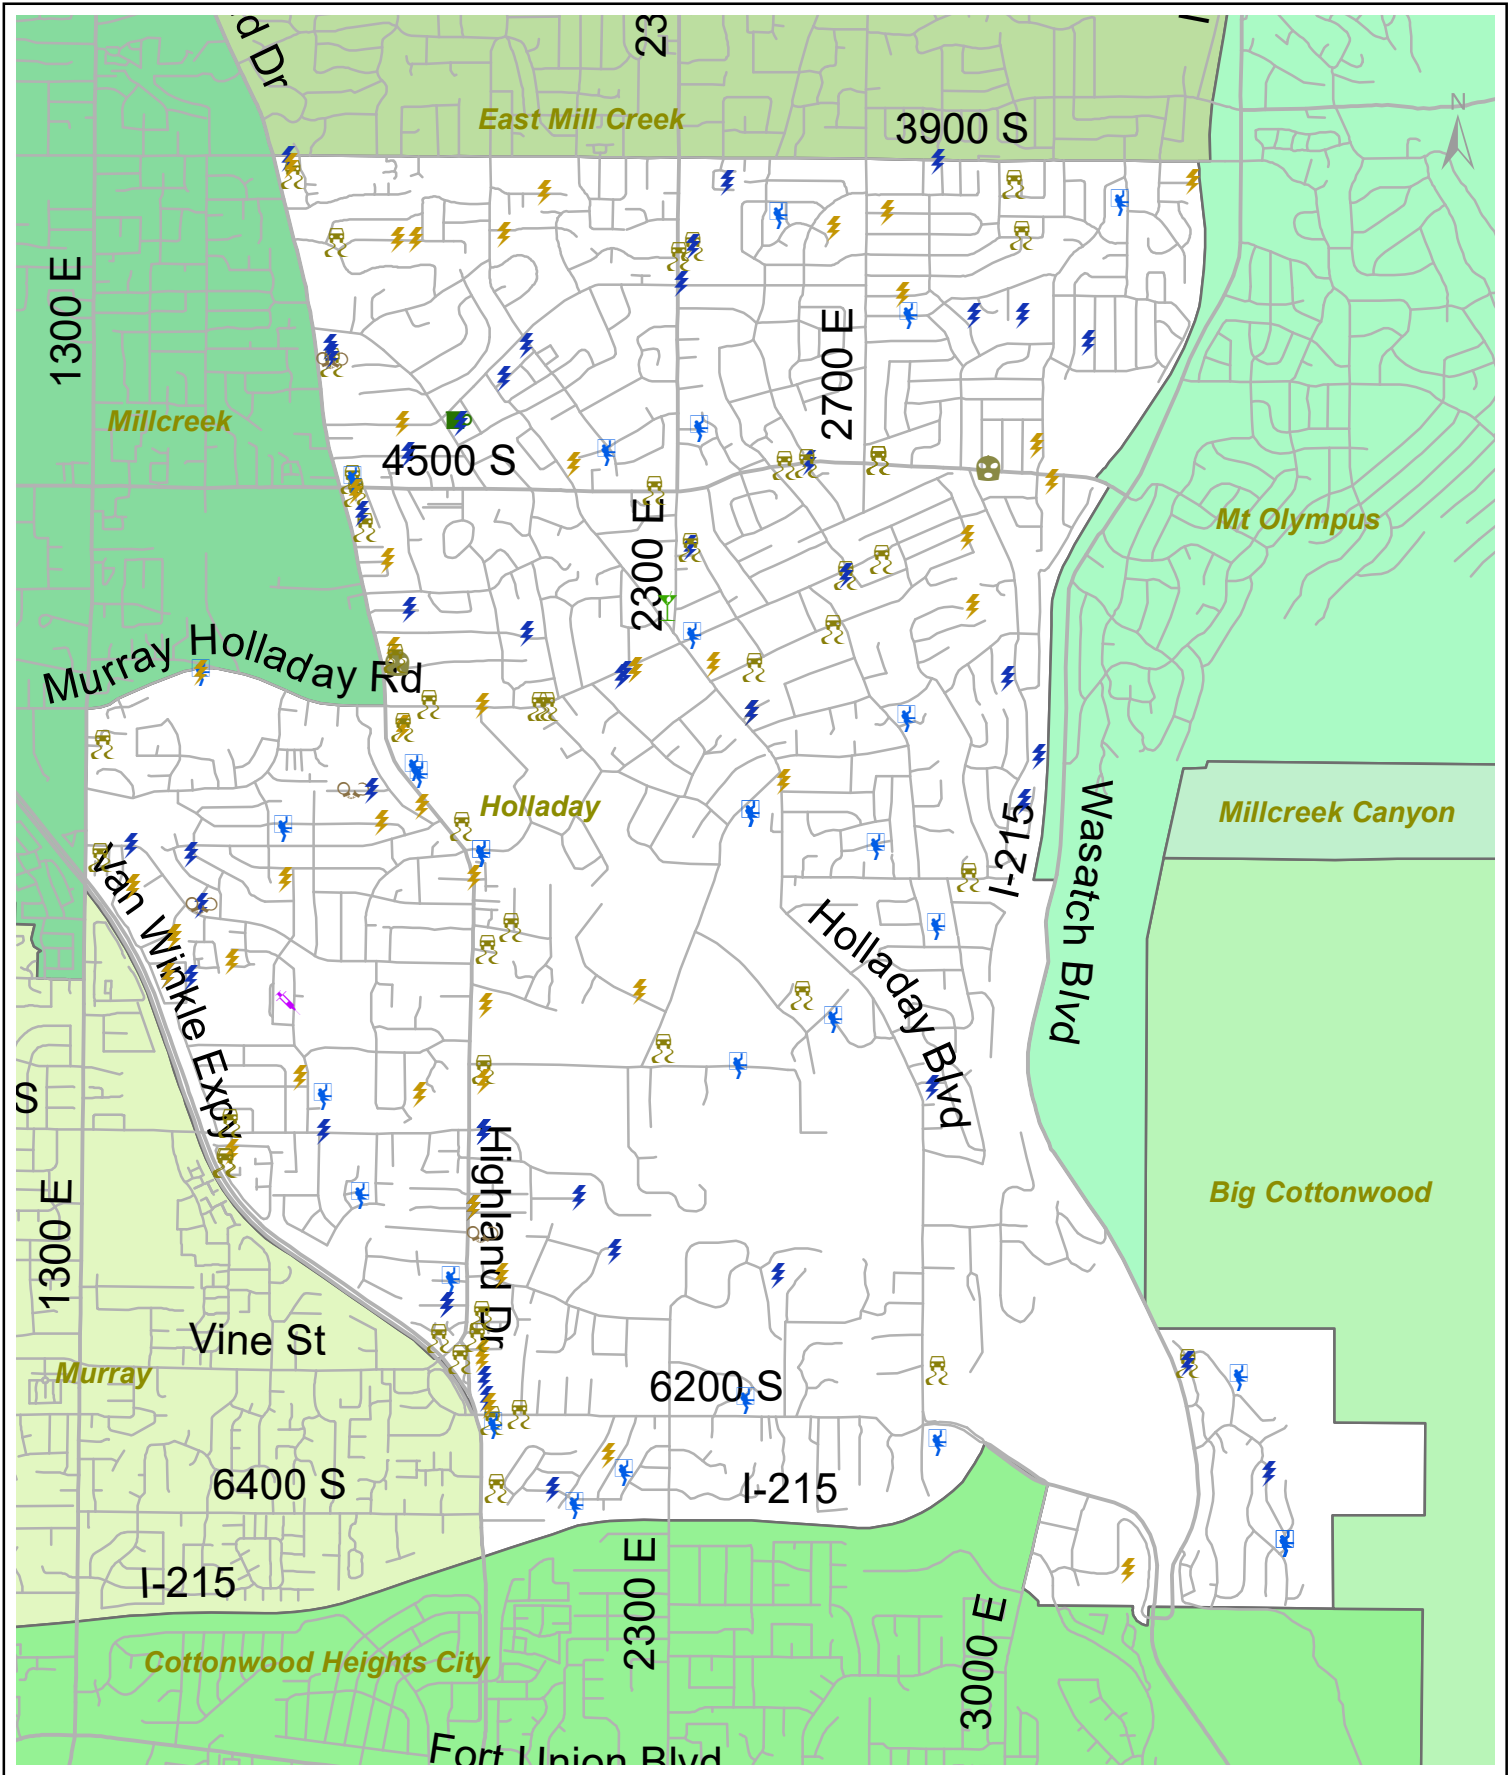 d Dr
23
East Mill Creek
3900 S
N
1300 E
2700 E
Millcreek
4500 S
Mt Olympus
2300 E
Murray Holladay Rd
Holladay
Millcreek Canyon
I-215
Wasatch Blvd
Van Winkle Expy
Holladay Blvd
S
Highland Dr
Big Cottonwood
1300 E
Vine St
Murray
6200 S
6400 S
I-215
I-215
2300 E
3000 E
Cottonwood Heights City
Fort Union Blvd